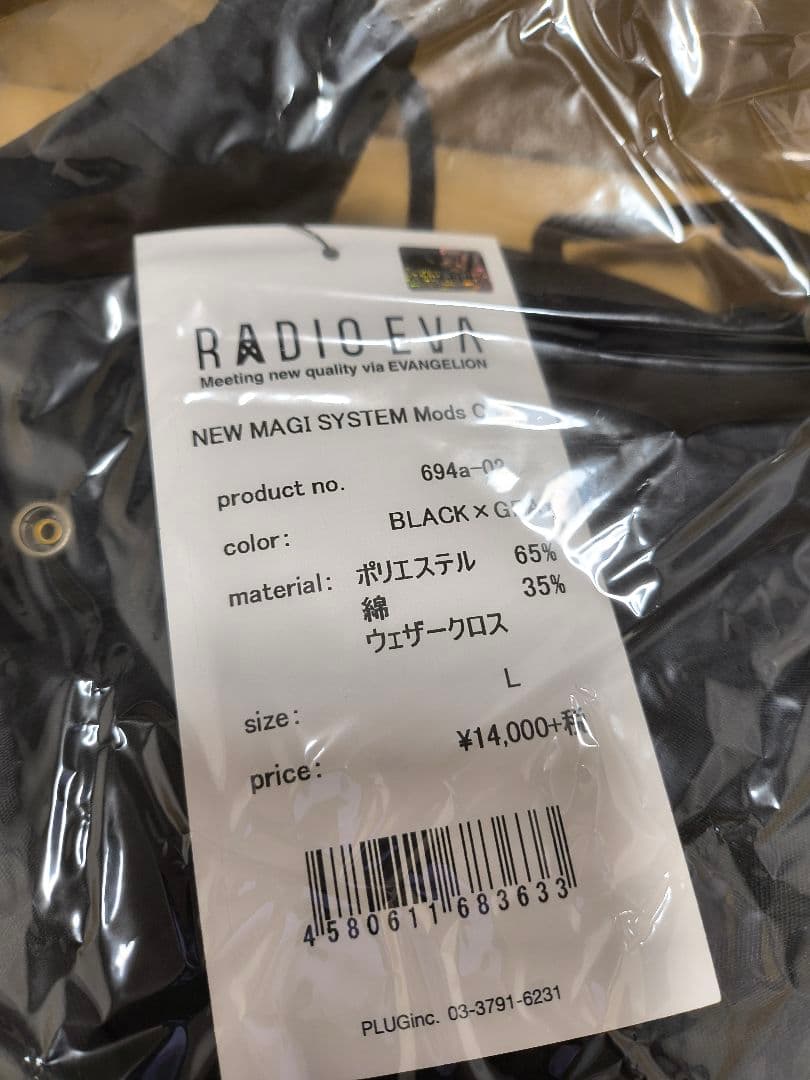 RADIO EVA
Meeting new quality via EVANGELION
NEW MAGI SYSTEM Mods
product no. 694a-02
color: BLACK×
material: ポリエステル 65%
綿 35%
ウェザークロス
size: L
price: ¥14,000+税
4580611683633
PLUGinc. 03-3791-6231